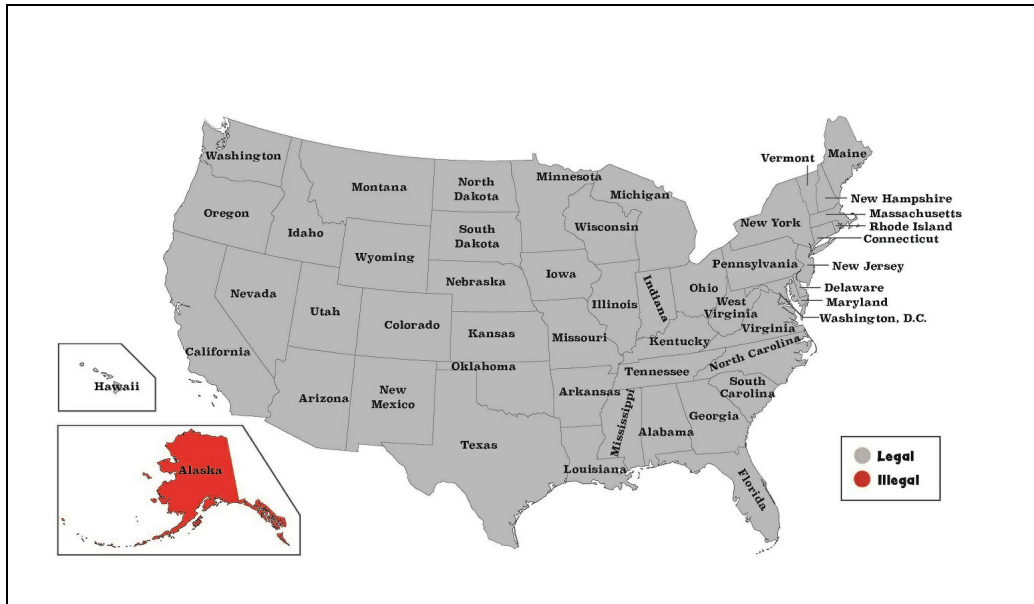 Washington
Oregon
California
Nevada
Idaho
Montana
Wyoming
Utah
Arizona
Colorado
New
Mexico
North
Dakota
South
Dakota
Nebraska
Kansas
Oklahoma
Texas
Minnesota
Iowa
Missouri
Arkansas
Louisiana
Wisconsin
Michigan
Illinois
Indiana
Ohio
Kentucky
Tennessee
Mississippi
Alabama
Georgia
Florida
South
Carolina
North Carolina
Virginia
West
Virginia
Pennsylvania
New York
Vermont
Maine
New Hampshire
Massachusetts
Rhode Island
Connecticut
New Jersey
Delaware
Maryland
Washington, D.C.
Hawaii
Alaska
Legal
Illegal